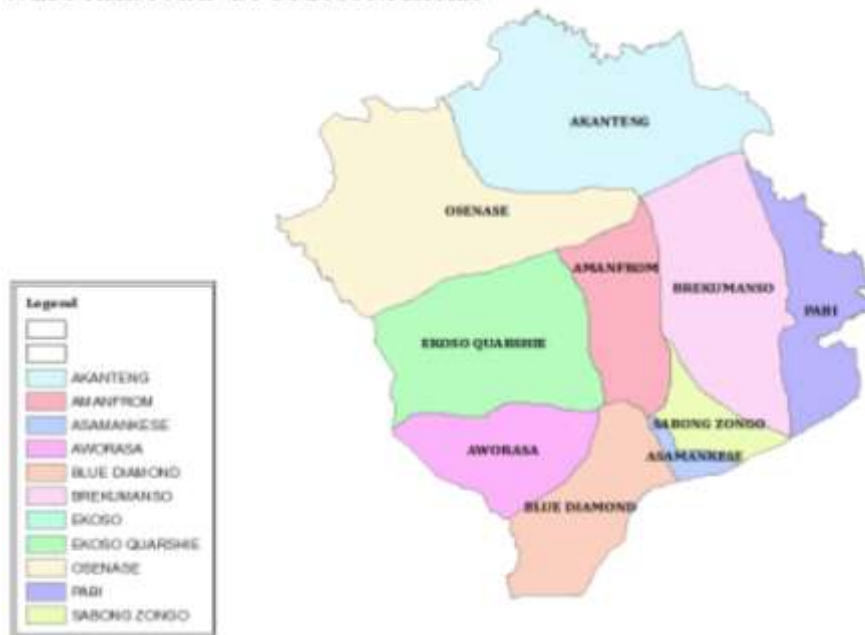 AKANTENG
OSENASE
AMANFROM
BREKUMANSO
PABI
EKOSO QUARSHIE
SABONG ZONGO
AWORASA
ASAMANKESE
BLUE DIAMOND
Legend
AKANTENG
AMANFROM
ASAMANKESE
AWORASA
BLUE DIAMOND
BREKUMANSO
EKOSO
EKOSO QUARSHIE
OSENASE
PABI
SABONG ZONGO